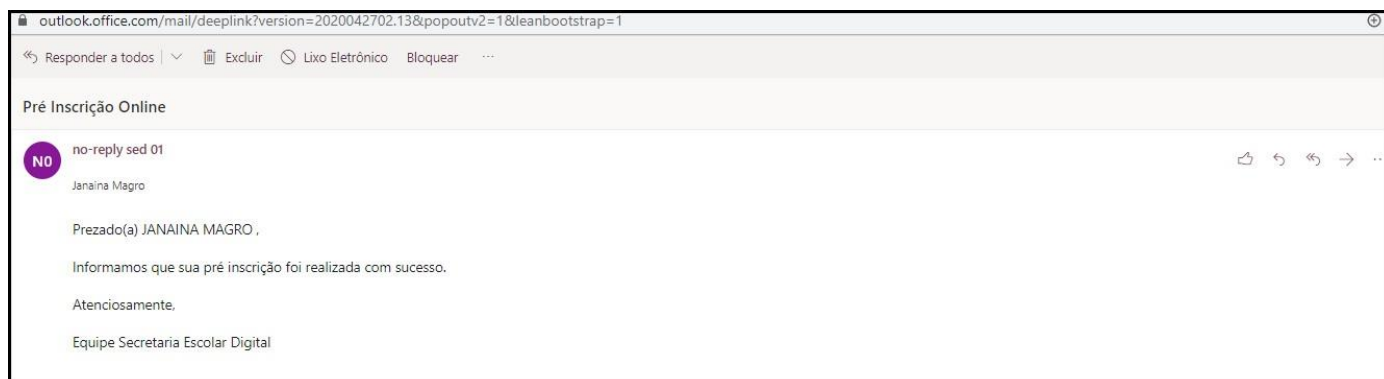 outlook.office.com/mail/deeplink?version=2020042702.13&popoutv2=1&leanbootstrap=1
Responder a todos Excluir Lixo Eletrônico Bloquear ...
Pré Inscrição Online
N0
no-reply sed 01
Janaina Magro
Prezado(a) JANAINA MAGRO ,
Informamos que sua pré inscrição foi realizada com sucesso.
Atenciosamente,
Equipe Secretaria Escolar Digital